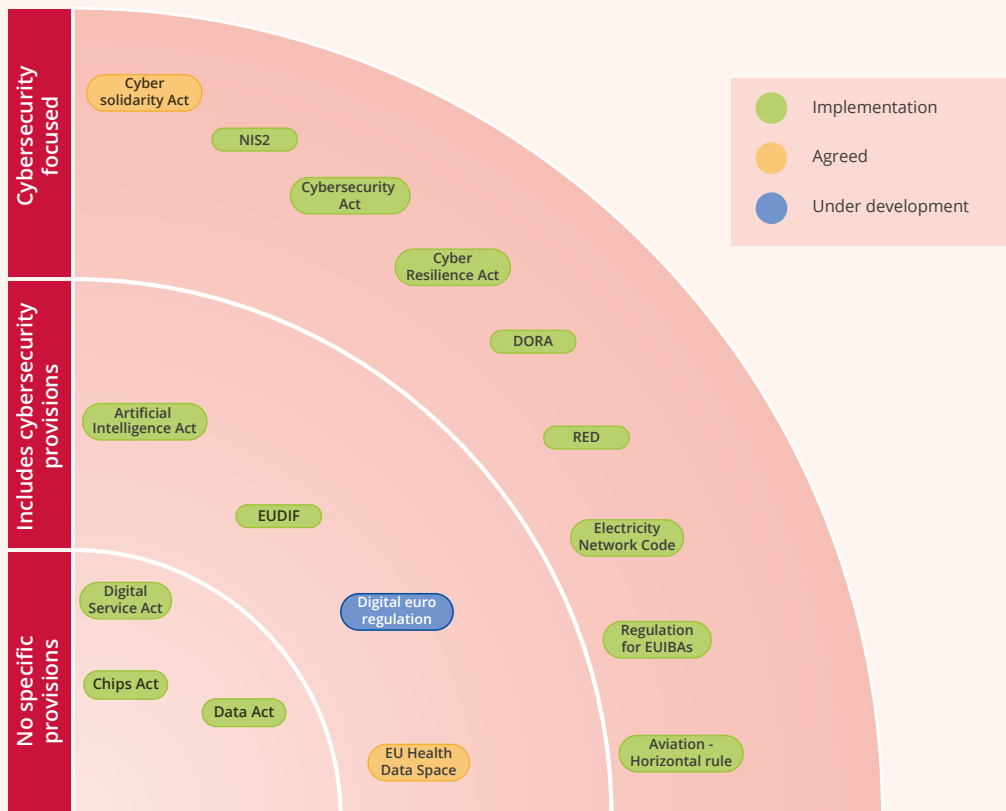 Cybersecurity
focused
Cyber
solidarity Act
NIS2
Cybersecurity
Act
Cyber
Resilience Act
DORA
RED
Electricity
Network Code
Regulation
for EUIBAs
Aviation -
Horizontal rule
Implementation
Agreed
Under development
Includes cybersecurity
provisions
Artificial
Intelligence Act
EUDIF
Digital euro
regulation
EU Health
Data Space
No specific
provisions
Digital
Service Act
Chips Act
Data Act